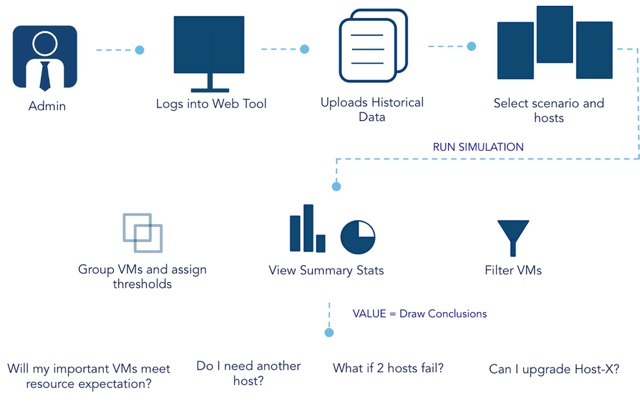 Admin
Logs into Web Tool
Uploads Historical
Data
Select scenario and
hosts
RUN SIMULATION
Group VMs and assign
thresholds
View Summary Stats
Filter VMs
VALUE = Draw Conclusions
Will my important VMs meet
resource expectation?
Do I need another
host?
What if 2 hosts fail?
Can I upgrade Host-X?